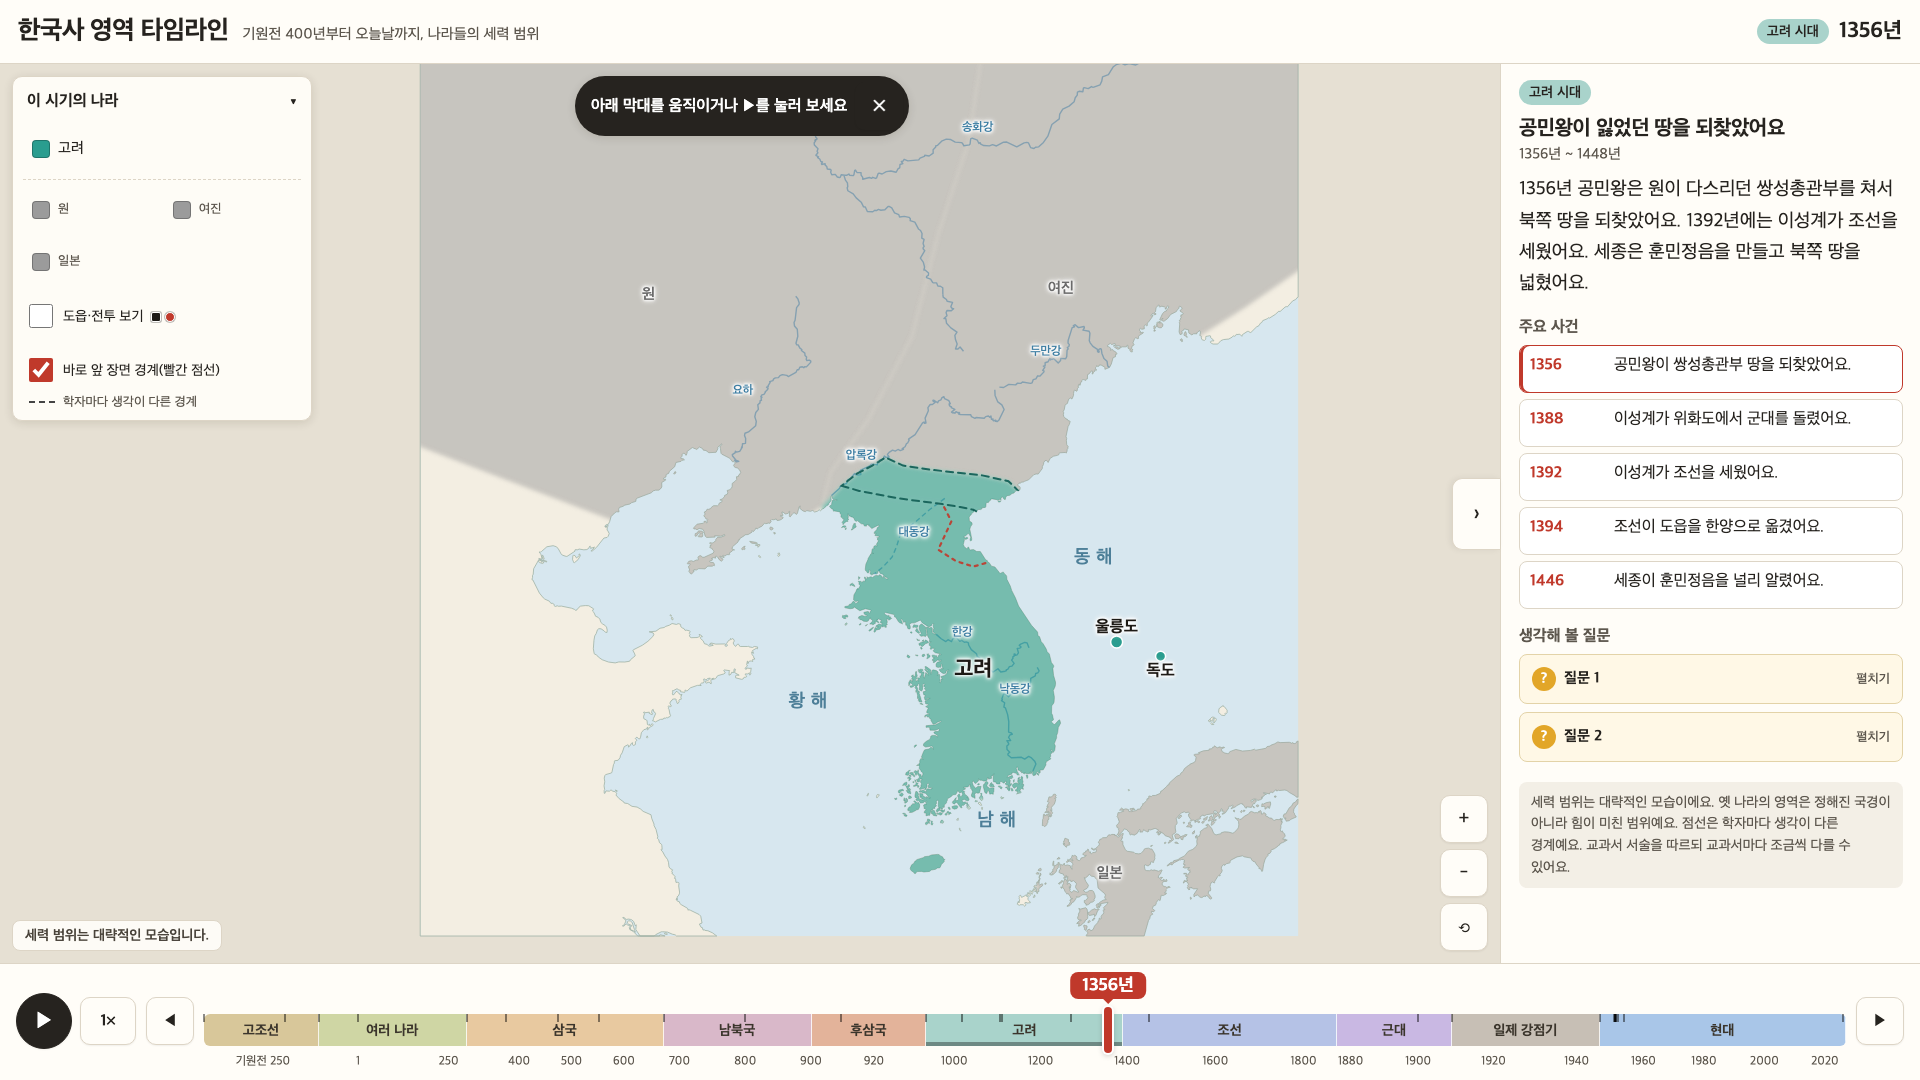 한국사 영역 타임라인
기원전 400년부터 오늘날까지, 나라들의 세력 범위
고려 시대
1356년
이 시기의 나라
▼
고려
원
여진
일본
도읍·전투 보기
바로 앞 장면 경계(빨간 점선)
학자마다 생각이 다른 경계
아래 막대를 움직이거나 ▶를 눌러 보세요
✕
송화강
원
여진
두만강
요하
압록강
대동강
동 해
울릉도
독도
한강
고려
낙동강
황 해
남 해
일본
세력 범위는 대략적인 모습입니다.
›
+
−
⟲
고려 시대
공민왕이 잃었던 땅을 되찾았어요
1356년 ~ 1448년
1356년 공민왕은 원이 다스리던 쌍성총관부를 쳐서
북쪽 땅을 되찾았어요. 1392년에는 이성계가 조선을
세웠어요. 세종은 훈민정음을 만들고 북쪽 땅을
넓혔어요.
주요 사건
1356 공민왕이 쌍성총관부 땅을 되찾았어요.
1388 이성계가 위화도에서 군대를 돌렸어요.
1392 이성계가 조선을 세웠어요.
1394 조선이 도읍을 한양으로 옮겼어요.
1446 세종이 훈민정음을 널리 알렸어요.
생각해 볼 질문
? 질문 1 펼치기
? 질문 2 펼치기
세력 범위는 대략적인 모습이에요. 옛 나라의 영역은 정해진 국경이
아니라 힘이 미친 범위예요. 점선은 학자마다 생각이 다른
경계예요. 교과서 서술을 따르되 교과서마다 조금씩 다를 수
있어요.
1356년
▶ 1× ◀
고조선 여러 나라 삼국 남북국 후삼국 고려 조선 근대 일제 강점기 현대
▶
기원전 250 1 250 400 500 600 700 800 900 920 1000 1200 1400 1600 1800 1880 1900 1920 1940 1960 1980 2000 2020